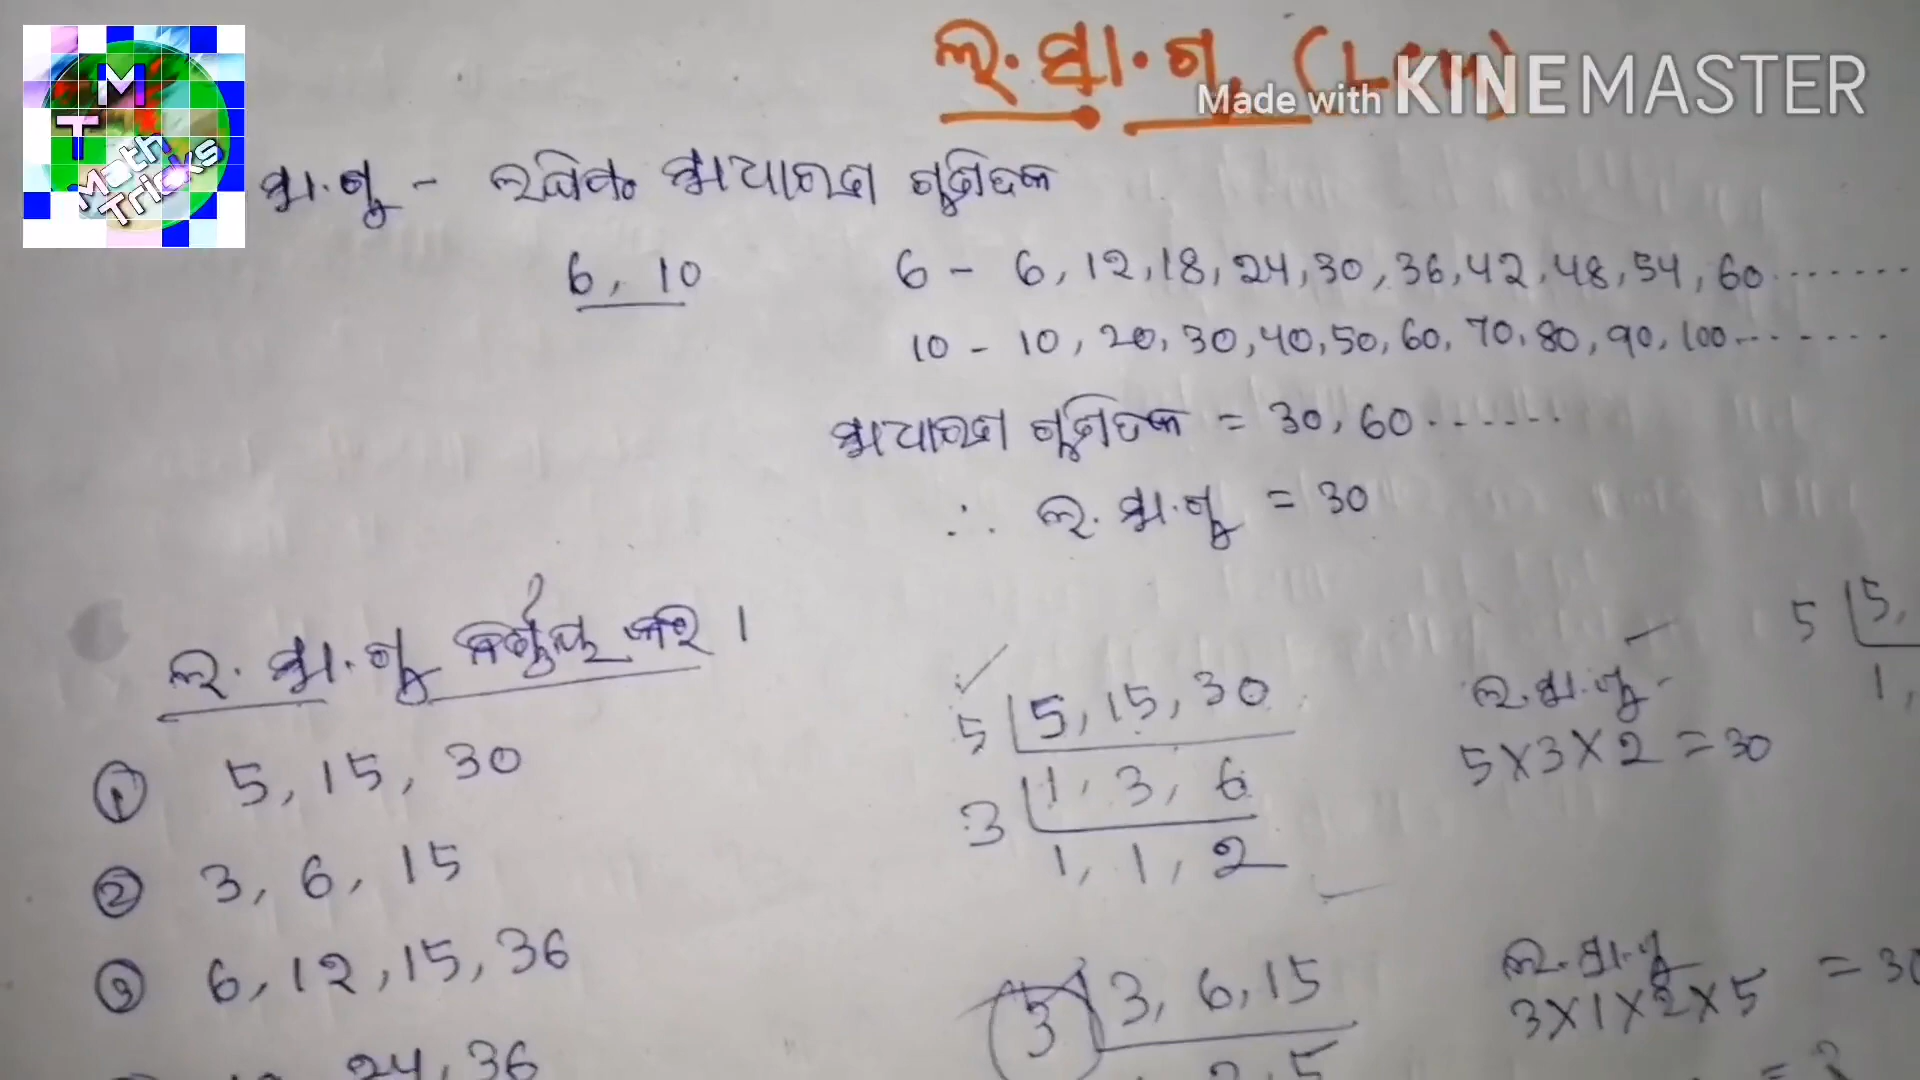 ଲ. ସା. ଗୁ. (LCM)
Made with KINEMASTER
MT Math Tricks
ସା. ଗୁ - ଲଘିଷ୍ଠ ସାଧାରଣ ଗୁଣିତକ
6, 10
6 - 6, 12, 18, 24, 30, 36, 42, 48, 54, 60.......
10 - 10, 20, 30, 40, 50, 60, 70, 80, 90, 100.......
ସାଧାରଣ ଗୁଣିତକ = 30, 60......
∴ ଲ. ସା. ଗୁ = 30
ଲ. ସା. ଗୁ ନିର୍ଣ୍ଣୟ କର ।
① 5, 15, 30
② 3, 6, 15
③ 6, 12, 15, 36
24, 36
5 | 5, 15, 30
3 | 1, 3, 6
1, 1, 2
ଲ. ସା. ଗୁ -
5 X 3 X 2 = 30
5 | 5,
1,
3 | 3, 6, 15
2, 5
ଲ. ସା. ଗୁ
3 X 1 X 2 X 5 = 30